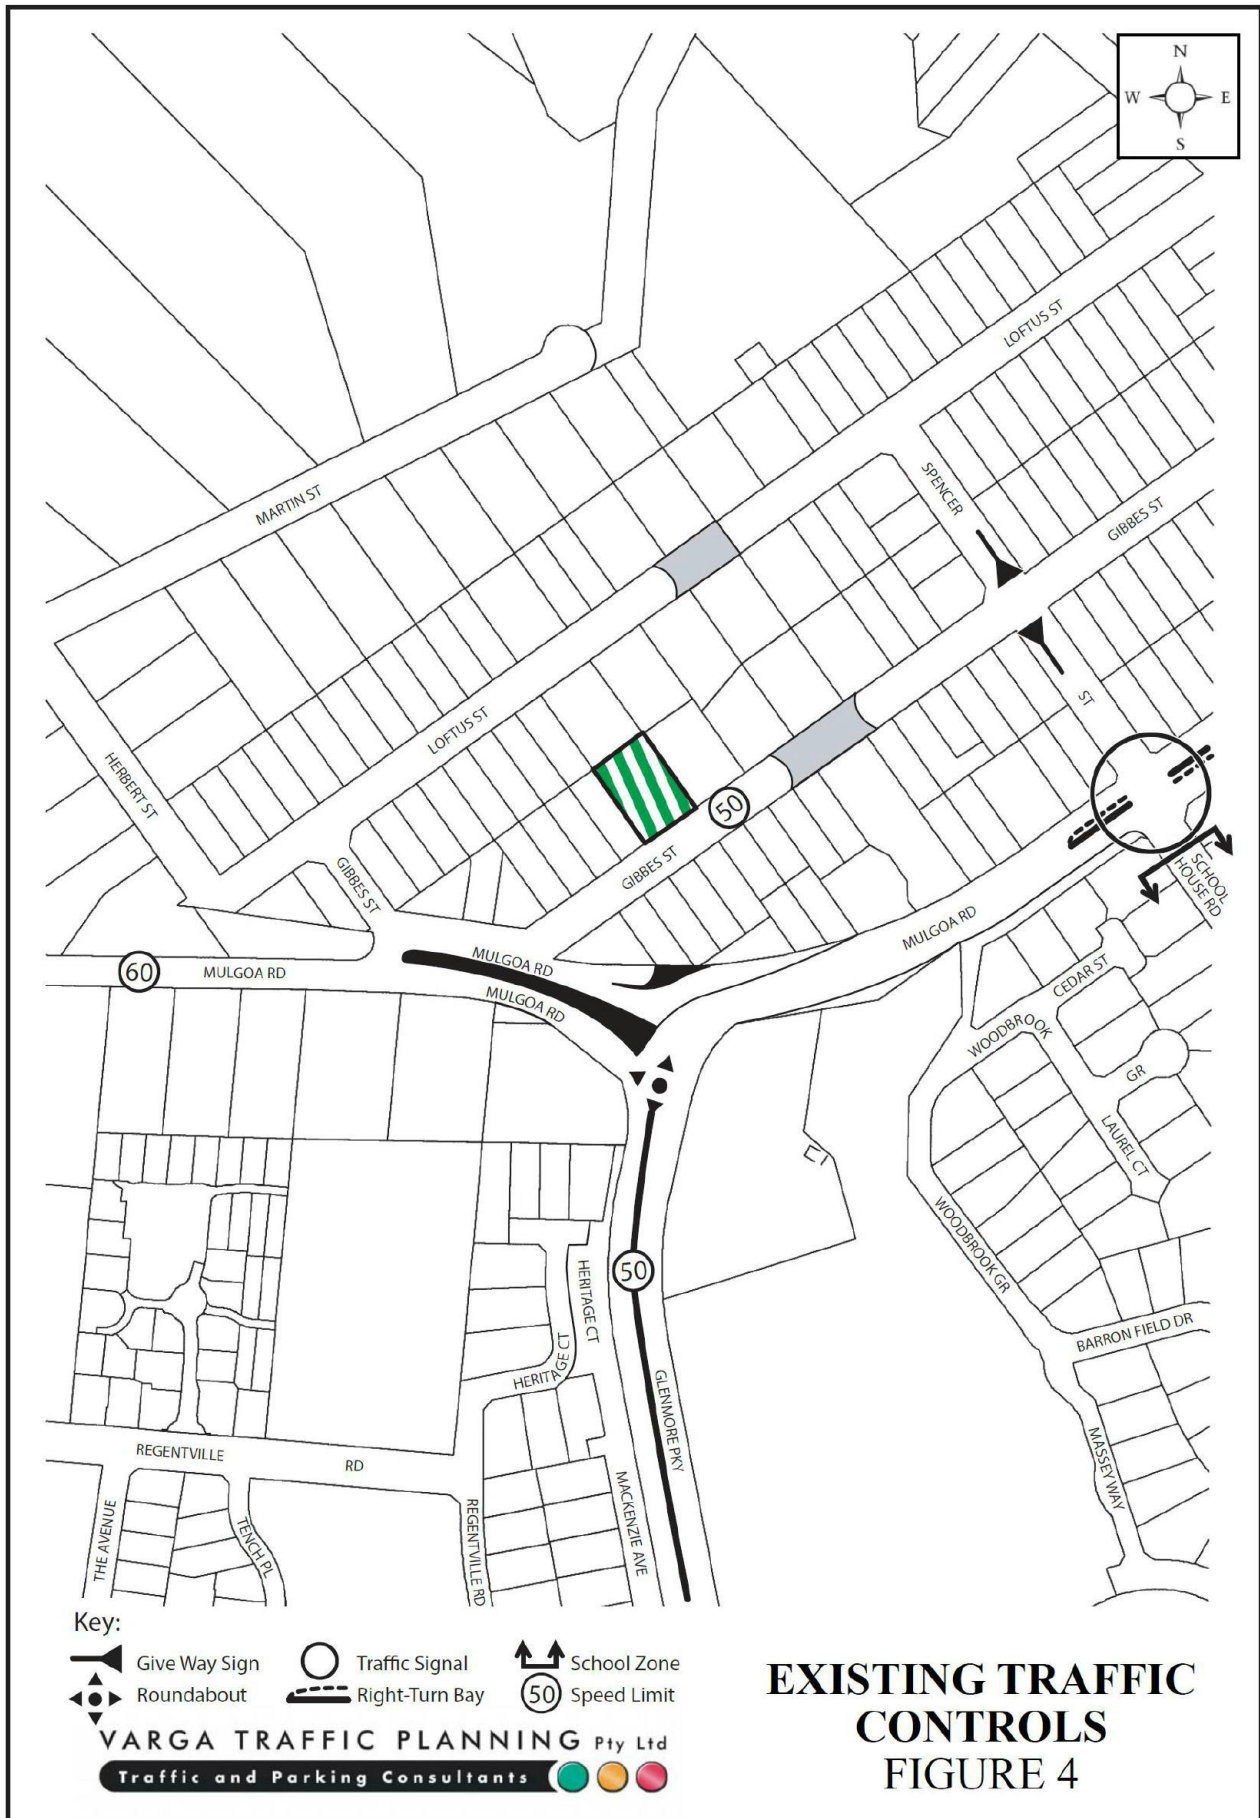 N
W E
S
LOFTUS ST
SPENCER
GIBBES ST
MARTIN ST
ST
LOFTUS ST
HERBERT ST
50
GIBBES ST
GIBBES ST
SCHOOL
HOUSE RD
MULGOA RD
60
MULGOA RD
MULGOA RD
MULGOA RD
CEDAR ST
WOODBROOK
GR
LAUREL CT
WOODBROOK GR
50
HERITAGE CT
HERITAGE CT
BARRON FIELD DR
GLENMORE PKY
REGENTVILLE
RD
MASSEY WAY
THE AVENUE
TENCH PL
REGENTVILLE RD
MACKENZIE AVE
Key:
Give Way Sign
Traffic Signal
School Zone
Roundabout
Right-Turn Bay
50 Speed Limit
VARGA TRAFFIC PLANNING Pty Ltd
Traffic and Parking Consultants
EXISTING TRAFFIC
CONTROLS
FIGURE 4